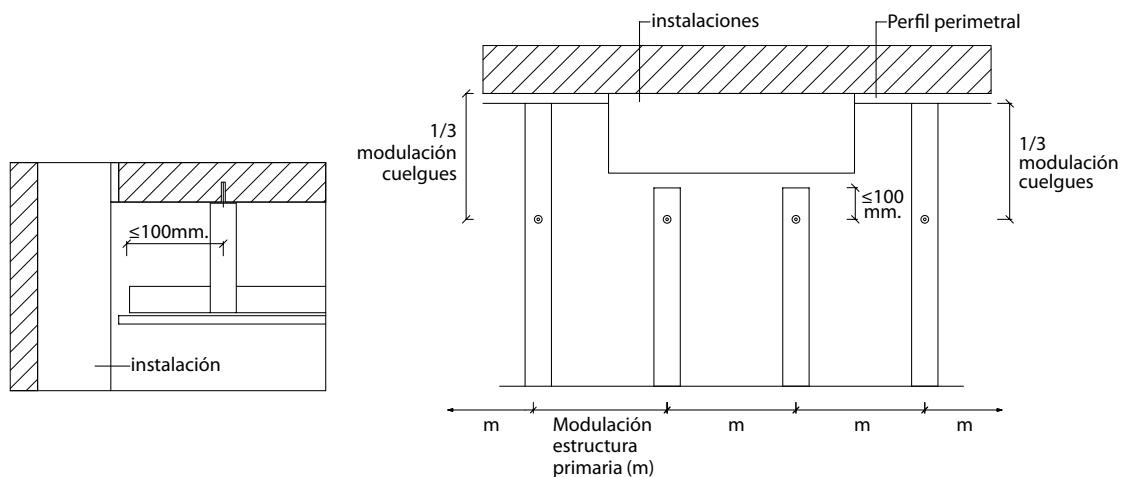 instalaciones
Perfil perimetral
1/3
modulación
cuelgues
1/3
modulación
cuelgues
≤100
mm.
≤100mm.
instalación
m
Modulación
estructura
primaria (m)
m
m
m